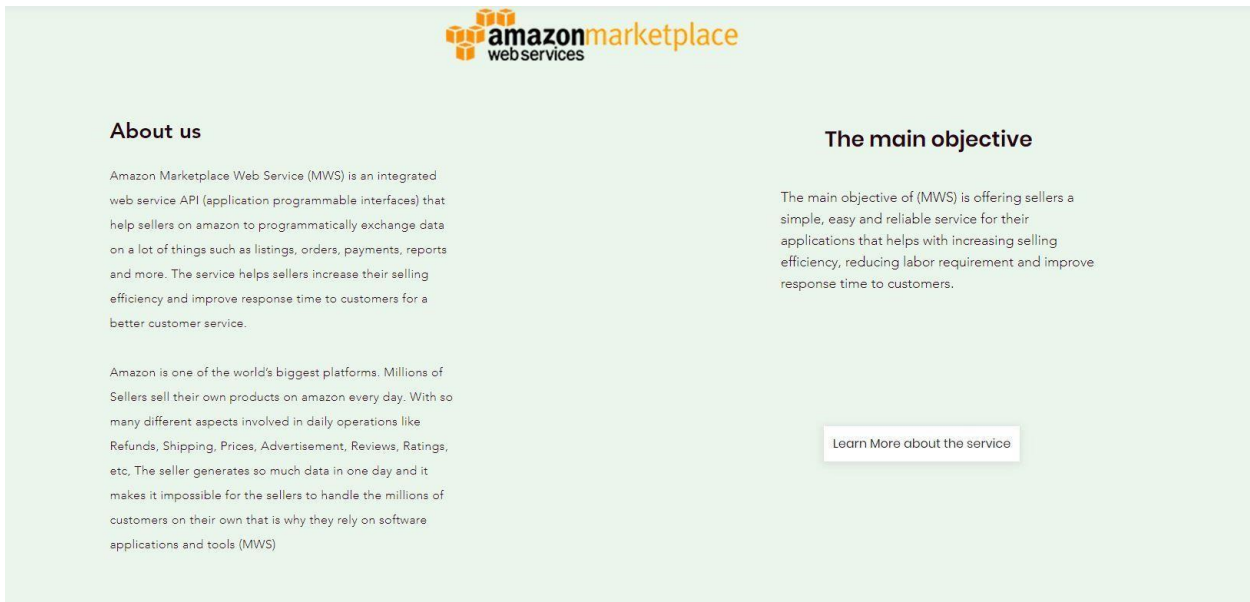 amazonmarketplace
webservices
About us
Amazon Marketplace Web Service (MWS) is an integrated
web service API (application programmable interfaces) that
help sellers on amazon to programmatically exchange data
on a lot of things such as listings, orders, payments, reports
and more. The service helps sellers increase their selling
efficiency and improve response time to customers for a
better customer service.
Amazon is one of the world's biggest platforms. Millions of
Sellers sell their own products on amazon every day. With so
many different aspects involved in daily operations like
Refunds, Shipping, Prices, Advertisement, Reviews, Ratings,
etc, The seller generates so much data in one day and it
makes it impossible for the sellers to handle the millions of
customers on their own that is why they rely on software
applications and tools (MWS)
The main objective
The main objective of (MWS) is offering sellers a
simple, easy and reliable service for their
applications that helps with increasing selling
efficiency, reducing labor requirement and improve
response time to customers.
Learn More about the service